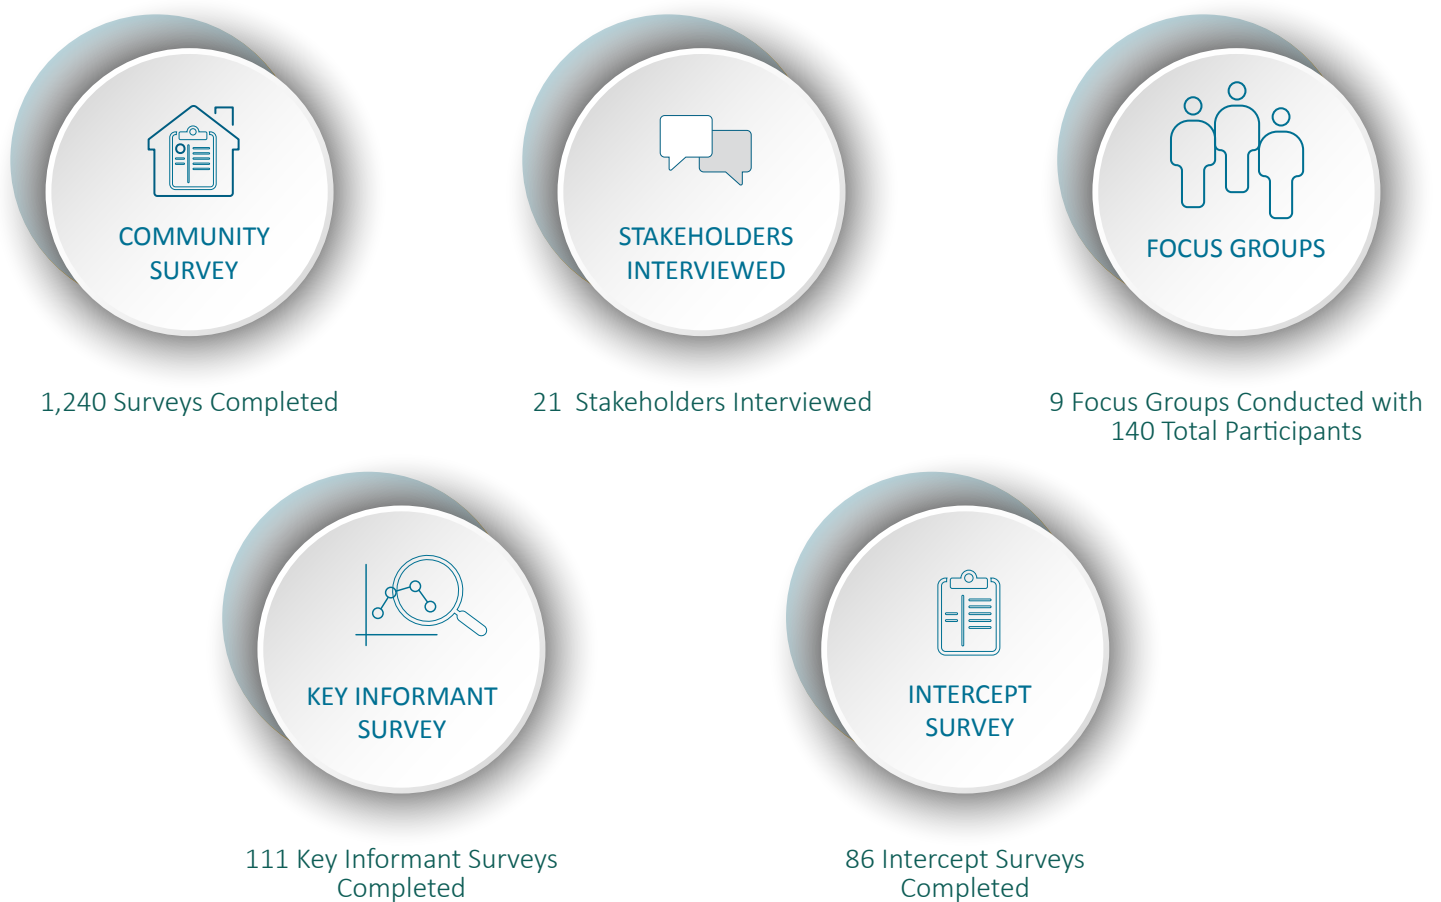 COMMUNITY
SURVEY
1,240 Surveys Completed
STAKEHOLDERS
INTERVIEWED
21 Stakeholders Interviewed
FOCUS GROUPS
9 Focus Groups Conducted with
140 Total Participants
KEY INFORMANT
SURVEY
111 Key Informant Surveys
Completed
INTERCEPT
SURVEY
86 Intercept Surveys
Completed